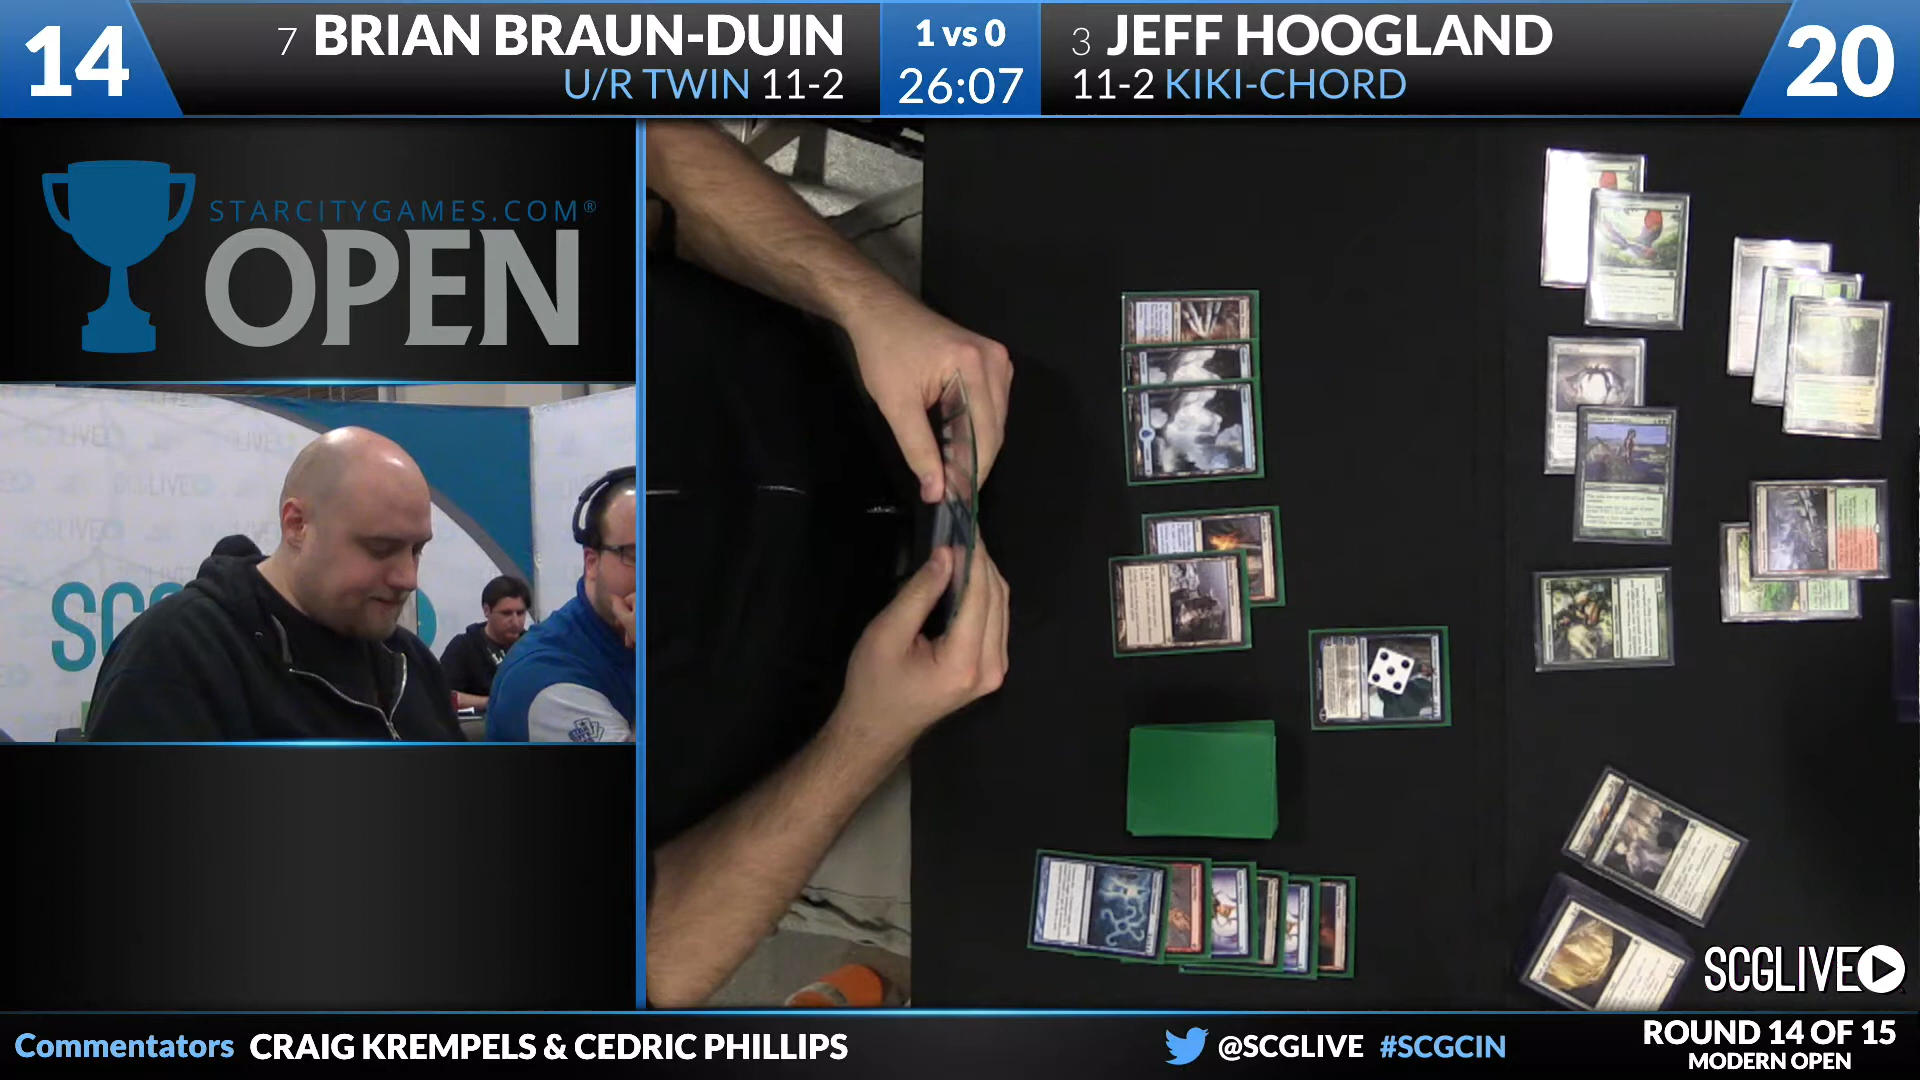 14
7 BRIAN BRAUN-DUIN
U/R TWIN 11-2
1 vs 0
26:07
3 JEFF HOOGLAND
11-2 KIKI-CHORD
20
STARCITYGAMES.COM®
OPEN
SCGLIVE
Commentators CRAIG KREMPELS & CEDRIC PHILLIPS
@SCGLIVE #SCGCIN
ROUND 14 OF 15
MODERN OPEN